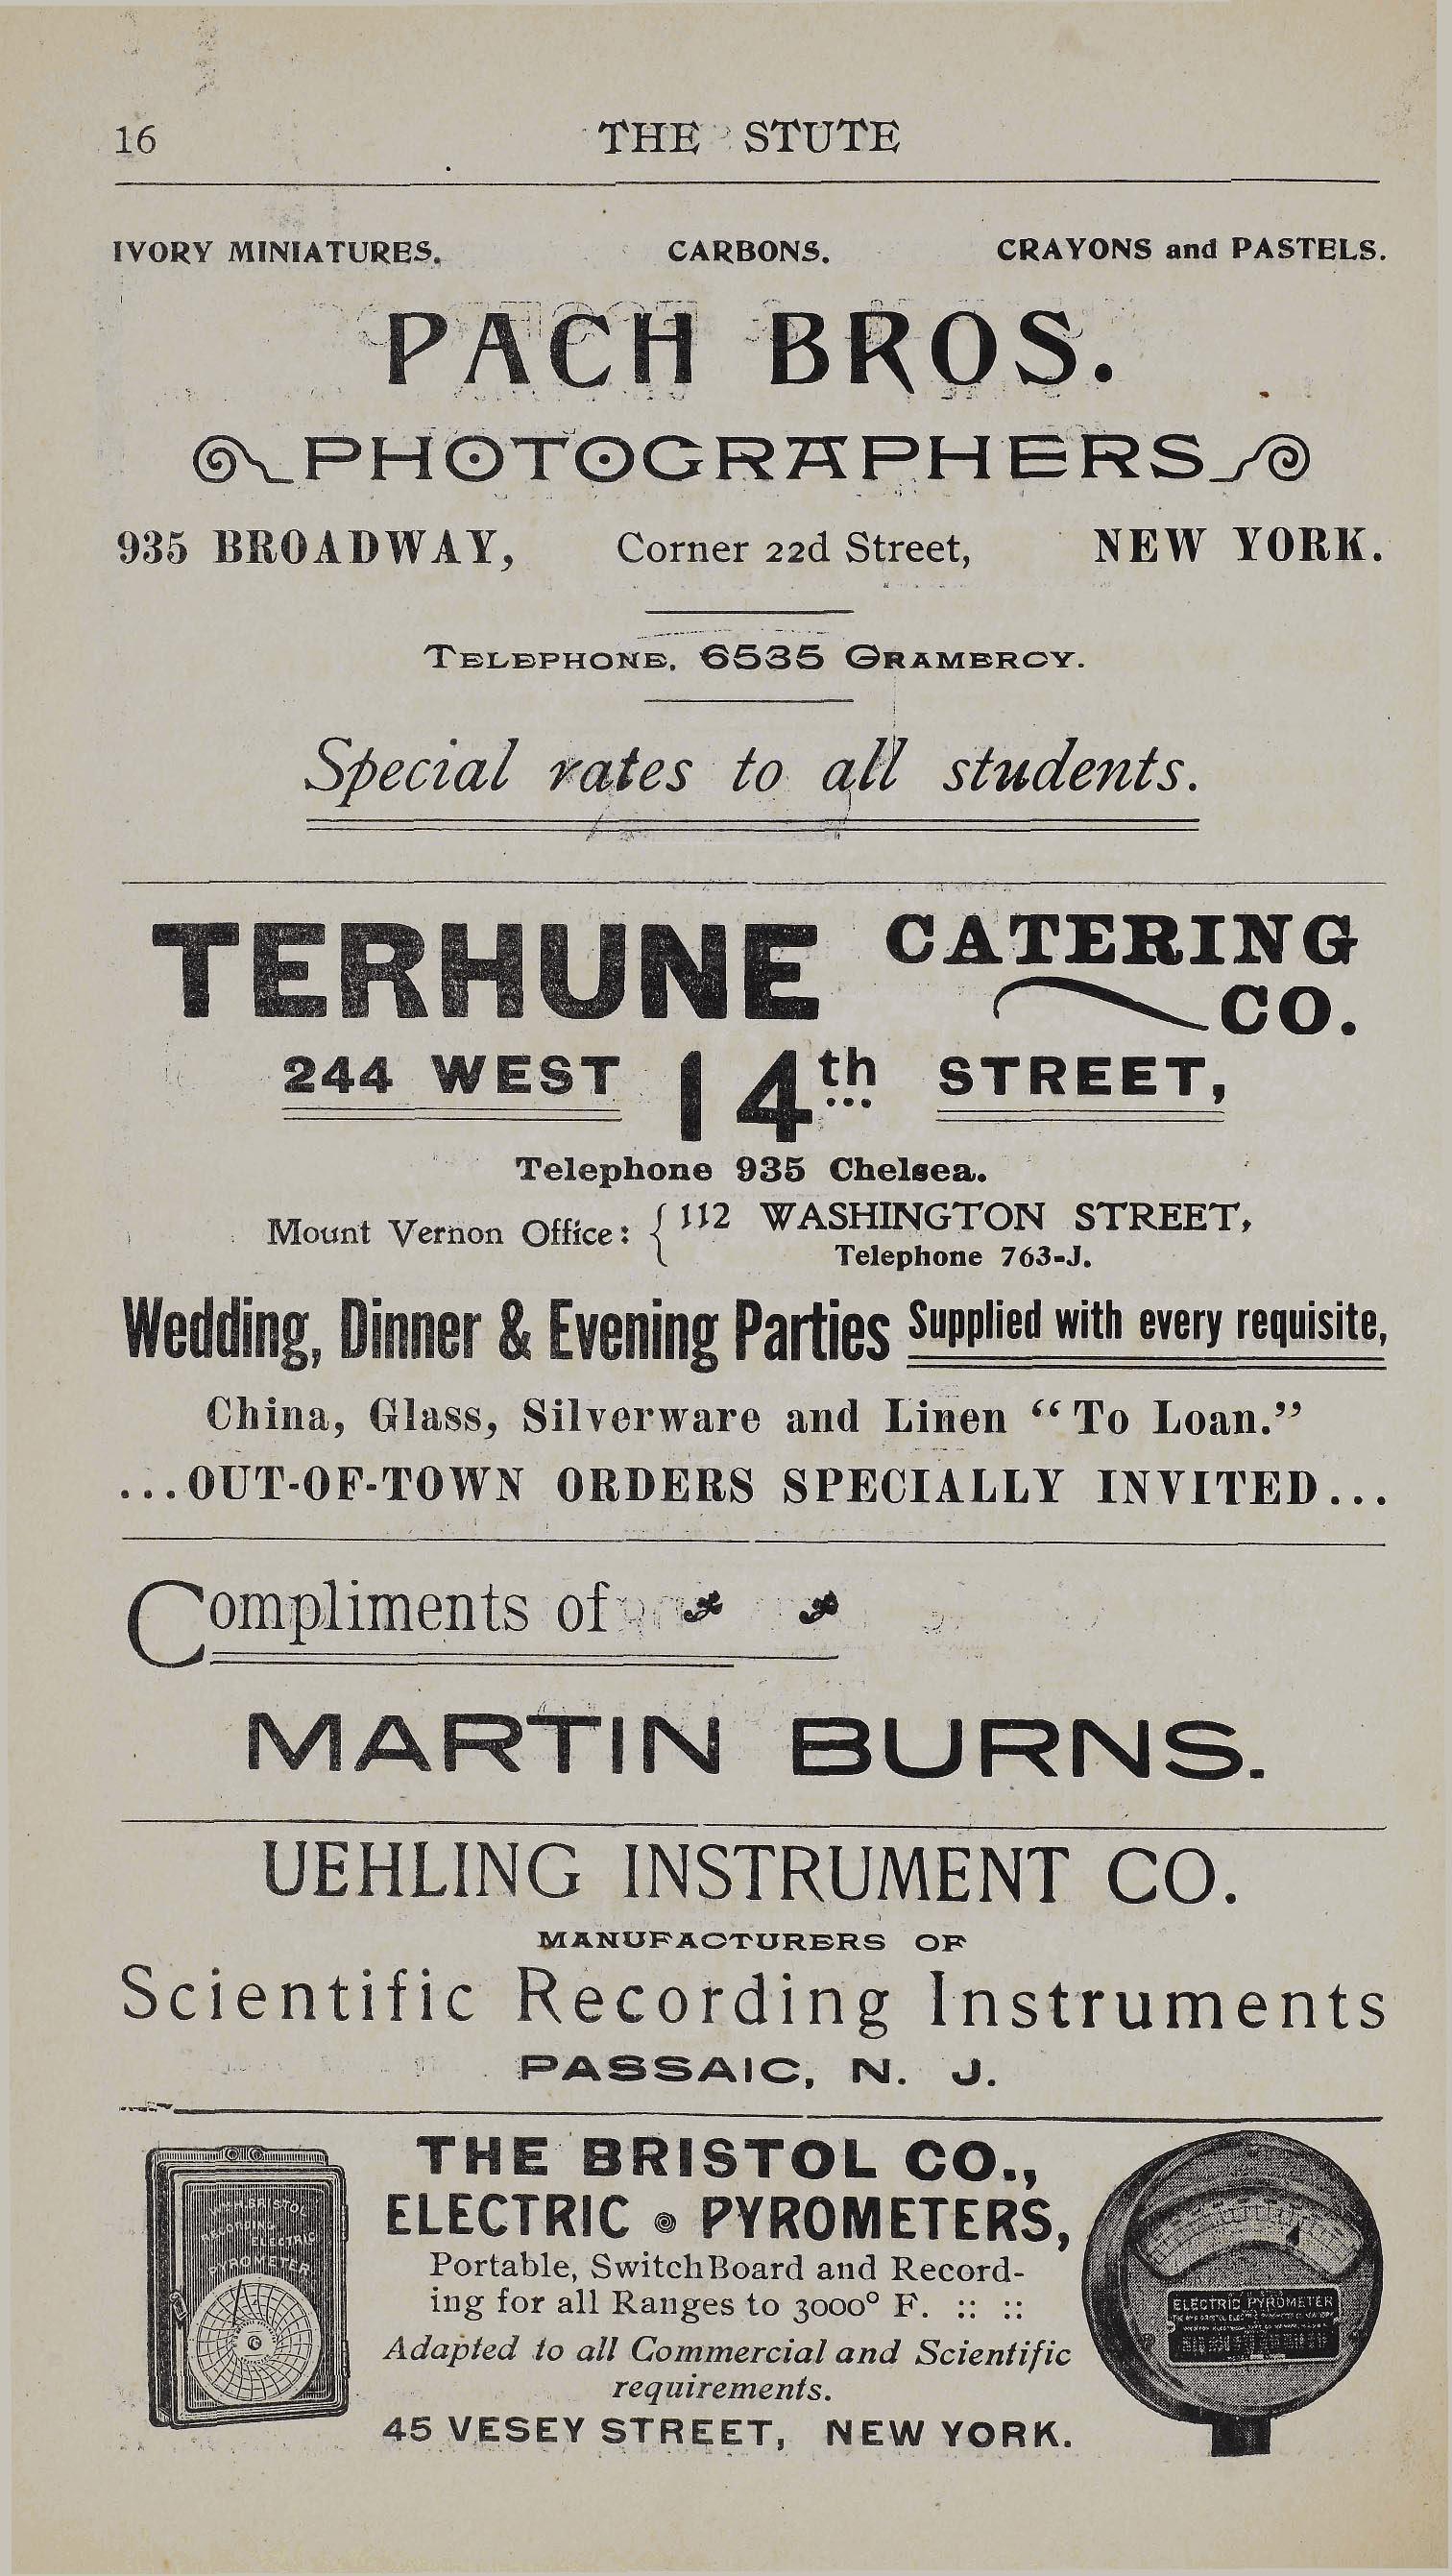 16 THE STUTE
IVORY MINIATURES. CARBONS. CRAYONS and PASTELS.
PACH BROS.
PHOTOGRAPHERS
935 BROADWAY, Corner 22d Street, NEW YORK.
TELEPHONE, 6535 GRAMERCY.
Special rates to all students.
TERHUNE CATERING CO.
244 WEST 14th STREET,
Telephone 935 Chelsea.
Mount Vernon Office: { 112 WASHINGTON STREET,
Telephone 763-J.
Wedding, Dinner & Evening Parties Supplied with every requisite,
China, Glass, Silverware and Linen “To Loan.”
...OUT-OF-TOWN ORDERS SPECIALLY INVITED...
Compliments of
MARTIN BURNS.
UEHLING INSTRUMENT CO.
MANUFACTURERS OF
Scientific Recording Instruments
PASSAIC, N. J.
THE BRISTOL CO.,
ELECTRIC PYROMETERS,
Portable, SwitchBoard and Record-
ing for all Ranges to 3000° F. :: ::
Adapted to all Commercial and Scientific
requirements.
45 VESEY STREET, NEW YORK.
WM.H.BRISTOL
RECORDING
ELECTRIC
PYROMETER
ELECTRIC PYROMETER